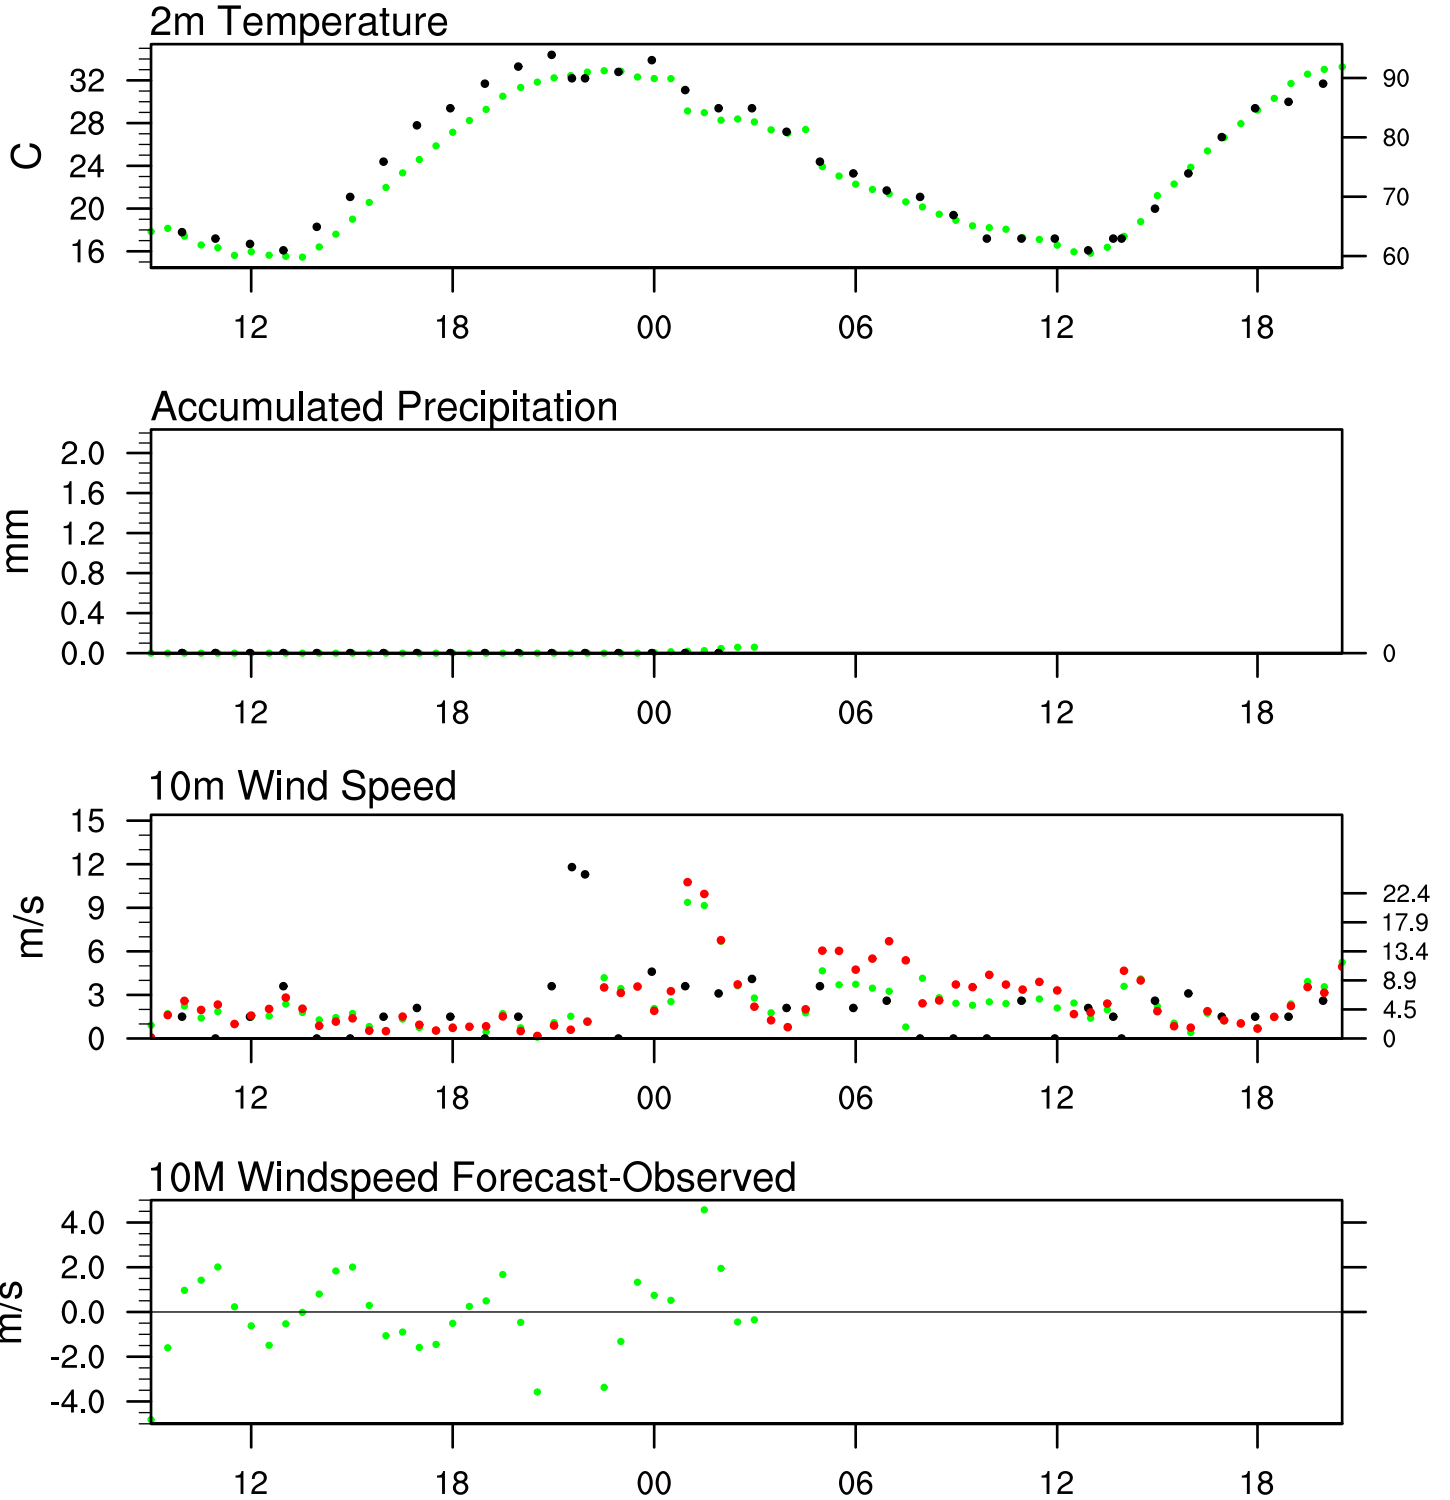 2m Temperature
32
28
24
20
16
C
90
80
70
60
12 18 00 06 12 18
Accumulated Precipitation
2.0
1.6
1.2
0.8
0.4
0.0
mm
0
12 18 00 06 12 18
10m Wind Speed
15
12
9
6
3
0
m/s
22.4
17.9
13.4
8.9
4.5
0
12 18 00 06 12 18
10M Windspeed Forecast-Observed
4.0
2.0
0.0
-2.0
-4.0
m/s
12 18 00 06 12 18